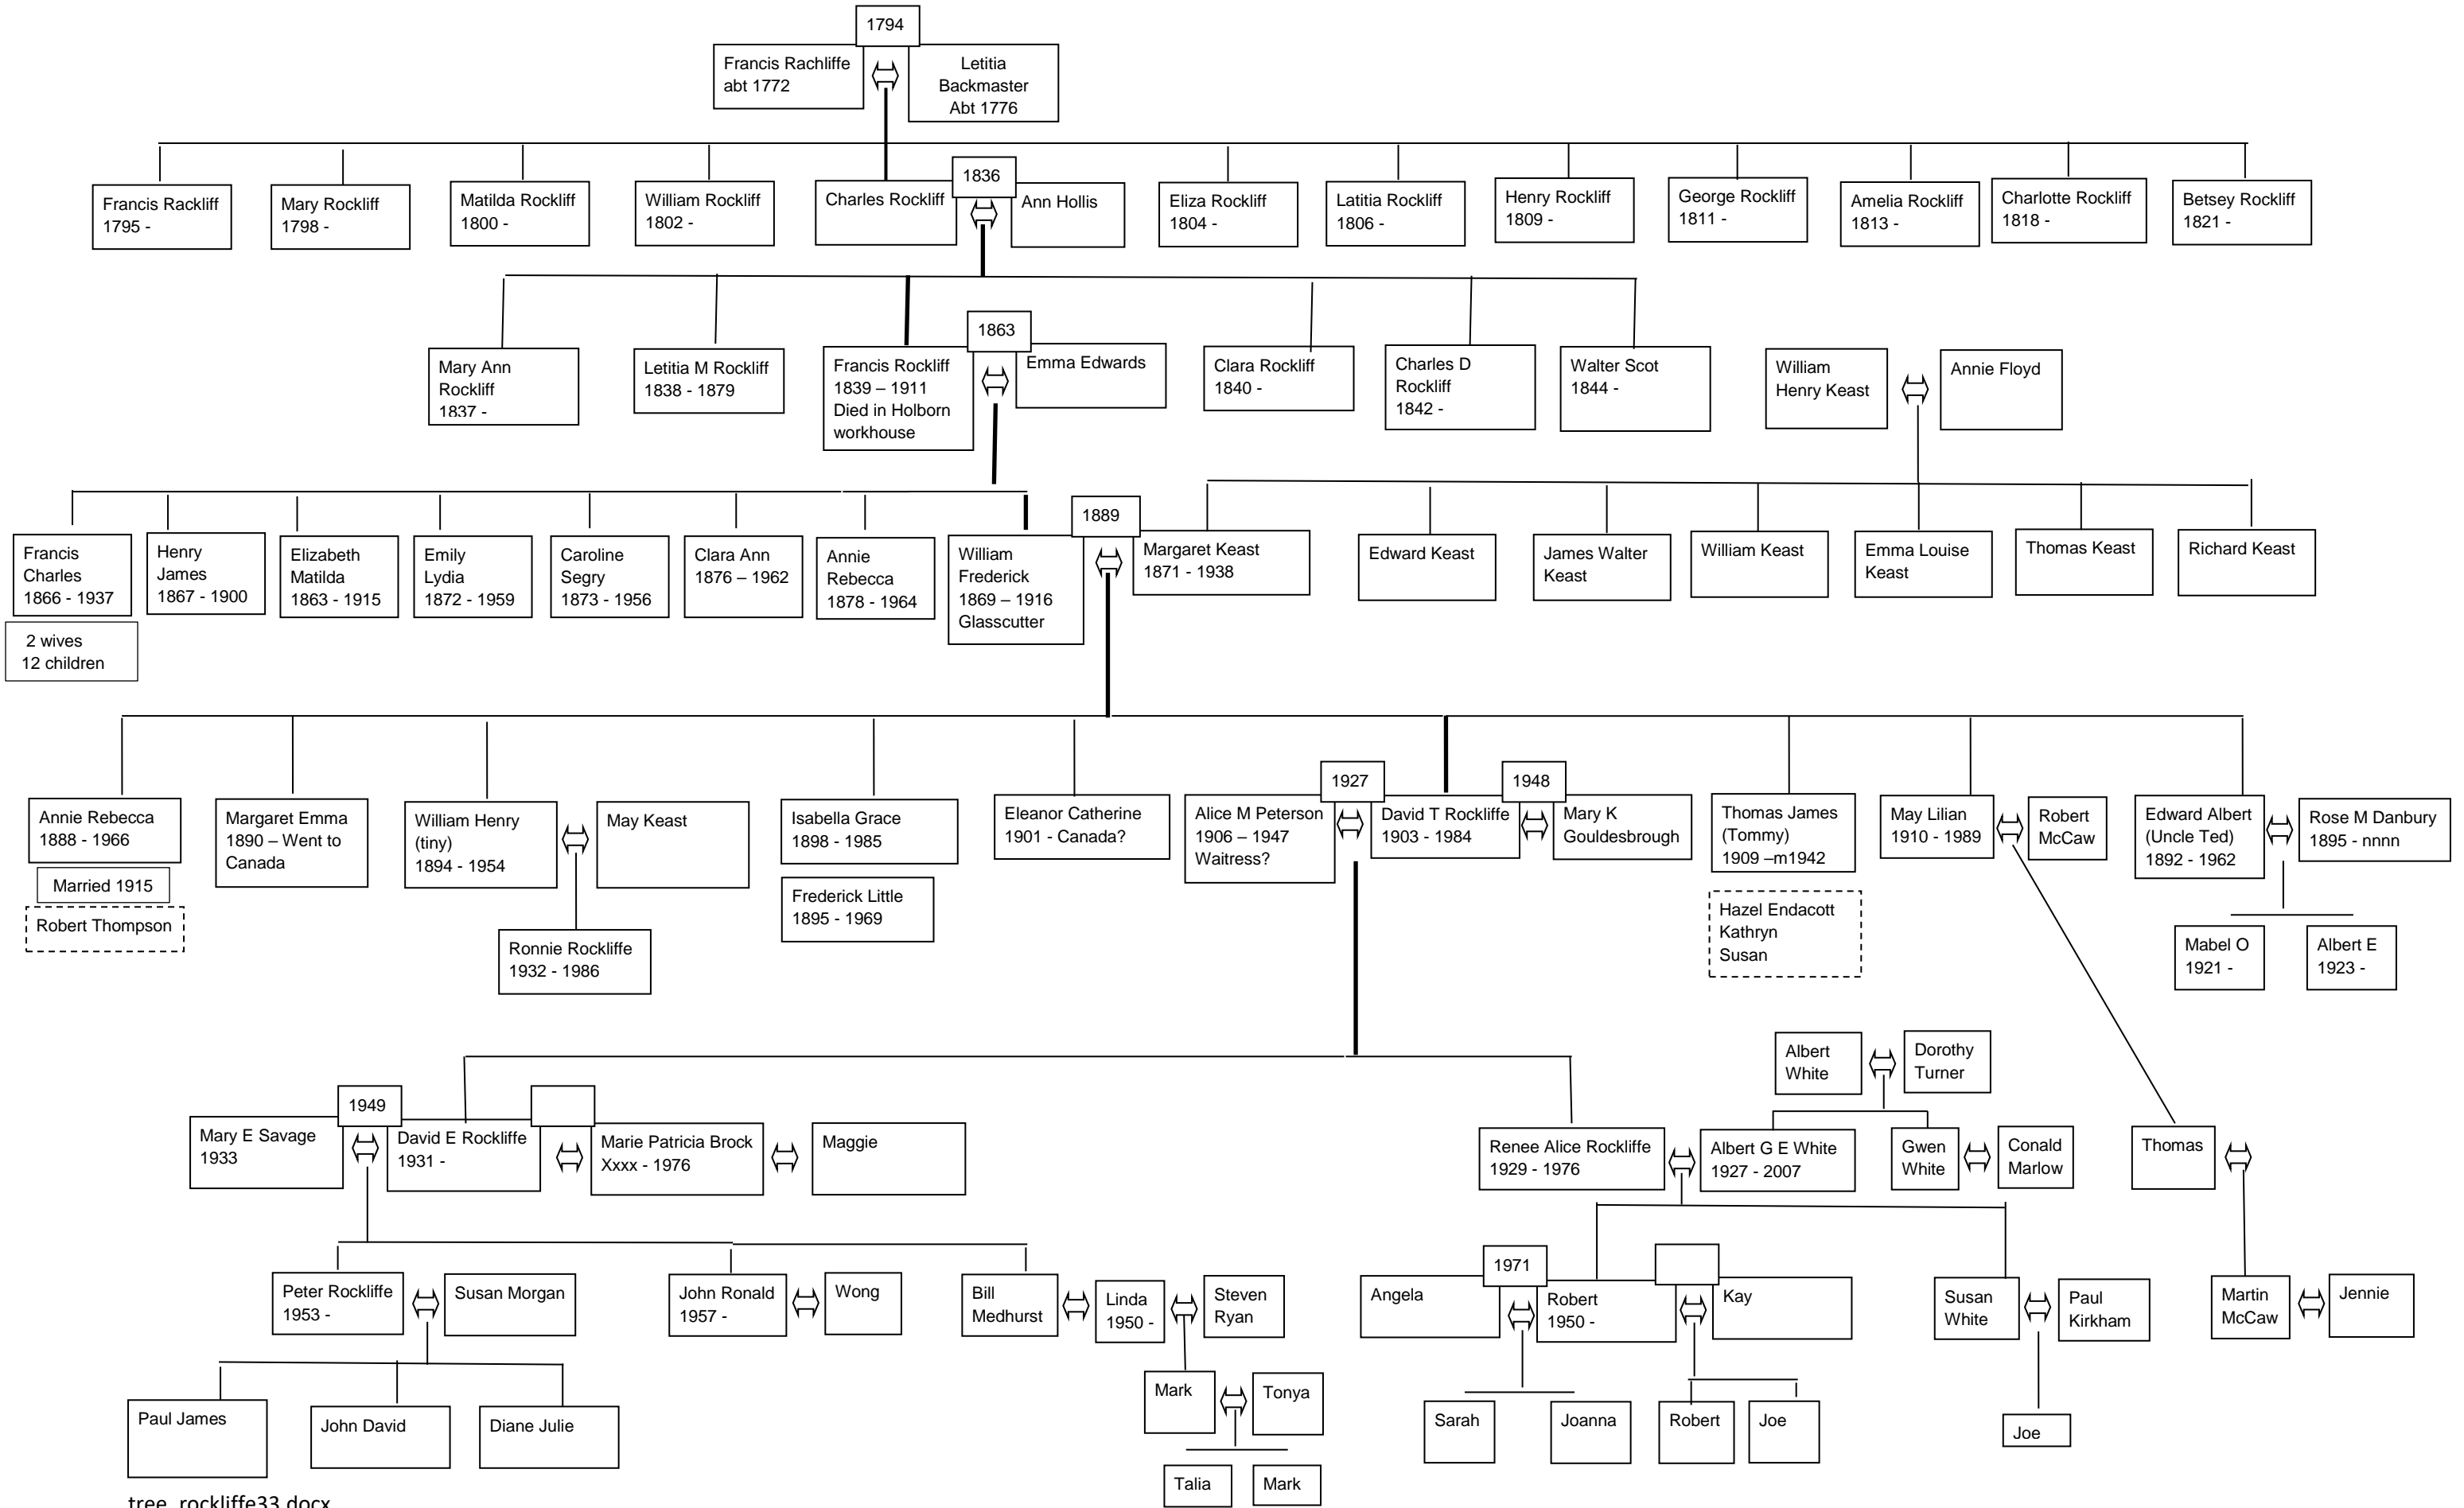 1794
Francis Rachliffe
abt 1772
Letitia
Backmaster
Abt 1776
Francis Rackliff
1795 -
Mary Rockliff
1798 -
Matilda Rockliff
1800 -
William Rockliff
1802 -
Charles Rockliff
1836
Ann Hollis
Eliza Rockliff
1804 -
Latitia Rockliff
1806 -
Henry Rockliff
1809 -
George Rockliff
1811 -
Amelia Rockliff
1813 -
Charlotte Rockliff
1818 -
Betsey Rockliff
1821 -
Mary Ann
Rockliff
1837 -
Letitia M Rockliff
1838 - 1879
Francis Rockliff
1839 – 1911
Died in Holborn
workhouse
1863
Emma Edwards
Clara Rockliff
1840 -
Charles D
Rockliff
1842 -
Walter Scot
1844 -
William
Henry Keast
Annie Floyd
Francis
Charles
1866 - 1937
2 wives
12 children
Henry
James
1867 - 1900
Elizabeth
Matilda
1863 - 1915
Emily
Lydia
1872 - 1959
Caroline
Segry
1873 - 1956
Clara Ann
1876 – 1962
Annie
Rebecca
1878 - 1964
William
Frederick
1869 – 1916
Glasscutter
1889
Margaret Keast
1871 - 1938
Edward Keast
James Walter
Keast
William Keast
Emma Louise
Keast
Thomas Keast
Richard Keast
Annie Rebecca
1888 - 1966
Married 1915
Robert Thompson
Margaret Emma
1890 – Went to
Canada
William Henry
(tiny)
1894 - 1954
May Keast
Ronnie Rockliffe
1932 - 1986
Isabella Grace
1898 - 1985
Frederick Little
1895 - 1969
Eleanor Catherine
1901 - Canada?
Alice M Peterson
1906 – 1947
Waitress?
1927
David T Rockliffe
1903 - 1984
1948
Mary K
Gouldesbrough
Thomas James
(Tommy)
1909 –m1942
Hazel Endacott
Kathryn
Susan
May Lilian
1910 - 1989
Robert
McCaw
Edward Albert
(Uncle Ted)
1892 - 1962
Rose M Danbury
1895 - nnnn
Mabel O
1921 -
Albert E
1923 -
Albert
White
Dorothy
Turner
Mary E Savage
1933
1949
David E Rockliffe
1931 -
Marie Patricia Brock
Xxxx - 1976
Maggie
Renee Alice Rockliffe
1929 - 1976
Albert G E White
1927 - 2007
Gwen
White
Conald
Marlow
Thomas
Peter Rockliffe
1953 -
Susan Morgan
John Ronald
1957 -
Wong
Bill
Medhurst
Linda
1950 -
Steven
Ryan
Angela
1971
Robert
1950 -
Kay
Susan
White
Paul
Kirkham
Martin
McCaw
Jennie
Paul James
John David
Diane Julie
Mark
Tonya
Talia
Mark
Sarah
Joanna
Robert
Joe
Joe
tree_rockliffe33.docx